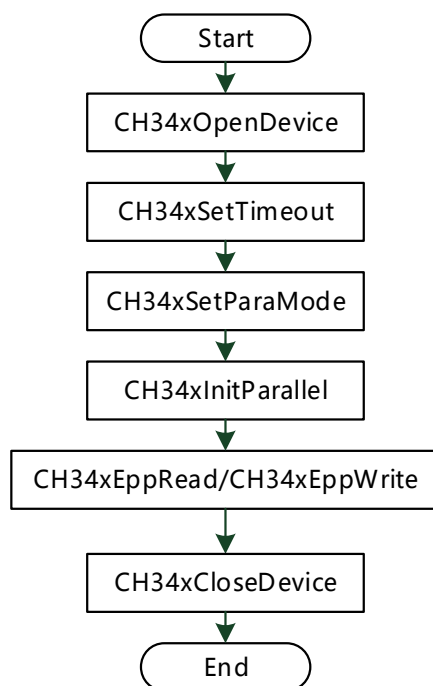 Start
CH34xOpenDevice
CH34xSetTimeout
CH34xSetParaMode
CH34xInitParallel
CH34xEppRead/CH34xEppWrite
CH34xCloseDevice
End